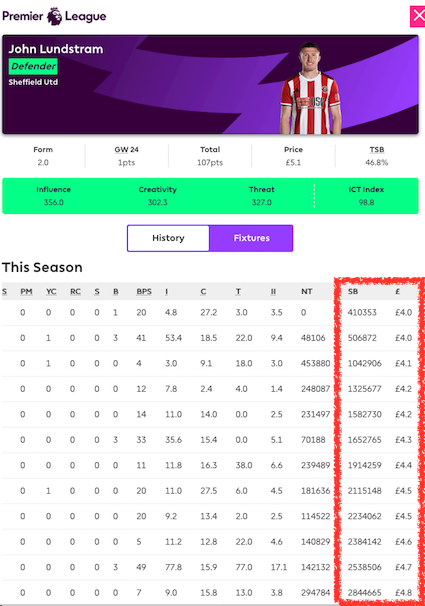 Premier League
John Lundstram
Defender
Sheffield Utd
Form GW 24 Total Price TSB
2.0 1pts 107pts £5.1 46.8%
Influence Creativity Threat ICT Index
356.0 302.3 327.0 98.8
History Fixtures
This Season
S PM YC RC S B BPS I C T II NT SB £
0 0 0 0 1 20 4.8 27.2 3.0 3.5 0 410353 £4.0
0 1 0 0 3 41 53.4 18.5 22.0 9.4 48106 506872 £4.0
0 1 0 0 0 4 3.0 9.1 18.0 3.0 453880 1042906 £4.1
0 0 0 0 0 12 7.8 2.4 4.0 1.4 248087 1325677 £4.2
0 0 0 0 0 14 11.0 14.0 0.0 2.5 231497 1582730 £4.2
0 0 0 0 3 33 35.6 15.4 0.0 5.1 70188 1652765 £4.3
0 0 0 0 0 11 11.8 16.3 38.0 6.6 239489 1914259 £4.4
0 1 0 0 0 20 11.0 27.5 6.0 4.5 181636 2115148 £4.5
0 0 0 0 0 20 9.2 13.4 2.0 2.5 114522 2234062 £4.5
0 0 0 0 0 5 11.2 12.8 22.0 4.6 140829 2384142 £4.6
0 0 0 0 3 49 77.8 15.9 77.0 17.1 142132 2538506 £4.7
0 0 0 0 0 7 9.0 15.8 13.0 3.8 294784 2844665 £4.8